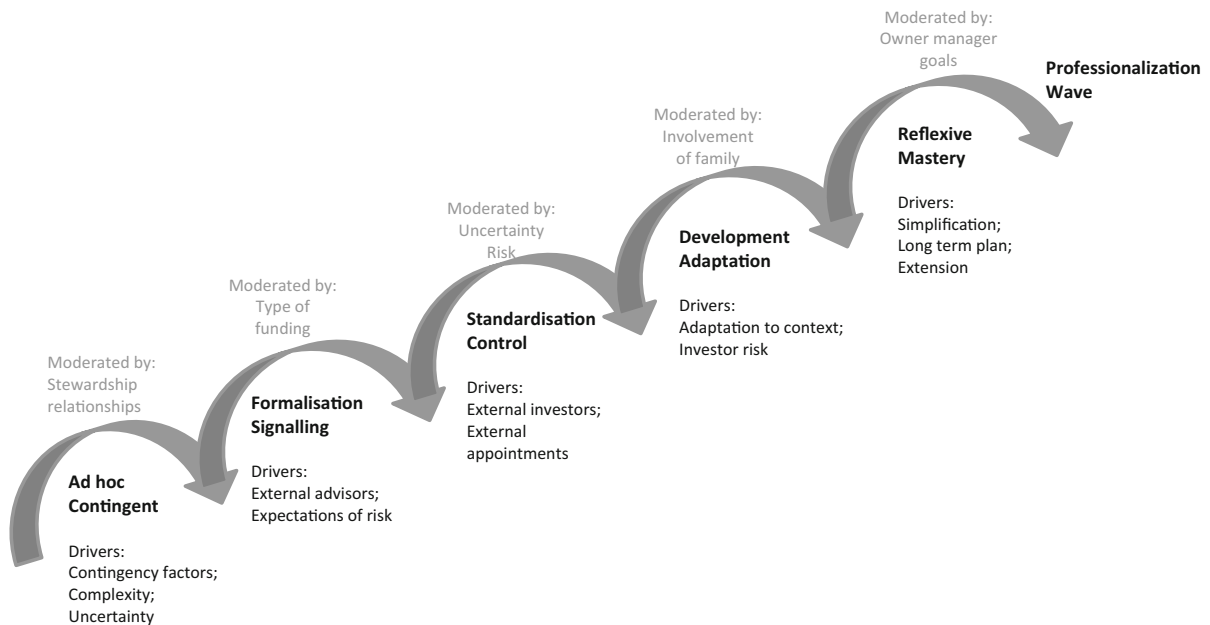 Moderated by:
Stewardship
relationships
Ad hoc
Contingent
Drivers:
Contingency factors;
Complexity;
Uncertainty
Moderated by:
Type of
funding
Formalisation
Signalling
Drivers:
External advisors;
Expectations of risk
Moderated by:
Uncertainty
Risk
Standardisation
Control
Drivers:
External investors;
External
appointments
Moderated by:
Involvement
of family
Development
Adaptation
Drivers:
Adaptation to context;
Investor risk
Moderated by:
Owner manager
goals
Reflexive
Mastery
Drivers:
Simplification;
Long term plan;
Extension
Professionalization
Wave